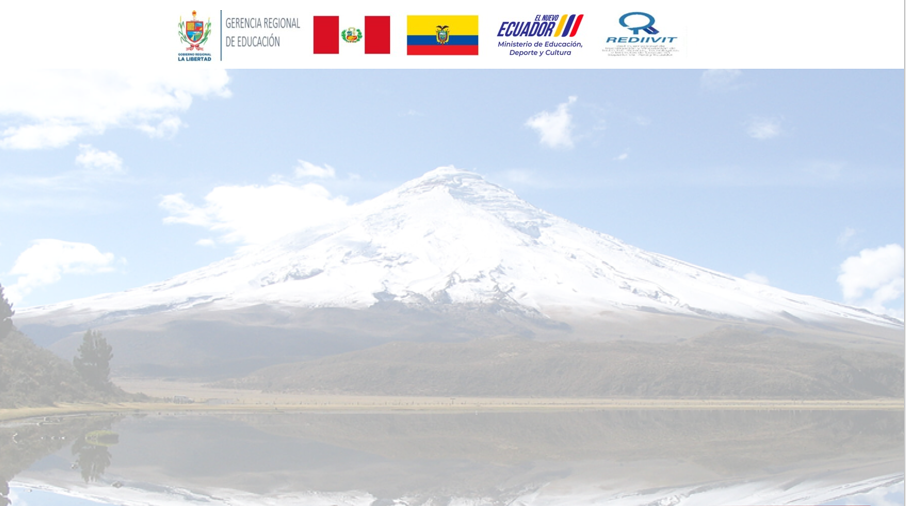 GERENCIA REGIONAL
DE EDUCACIÓN
GOBIERNO REGIONAL
LA LIBERTAD
EL NUEVO
ECUADOR
Ministerio de Educación,
Deporte y Cultura
REDIIVIT